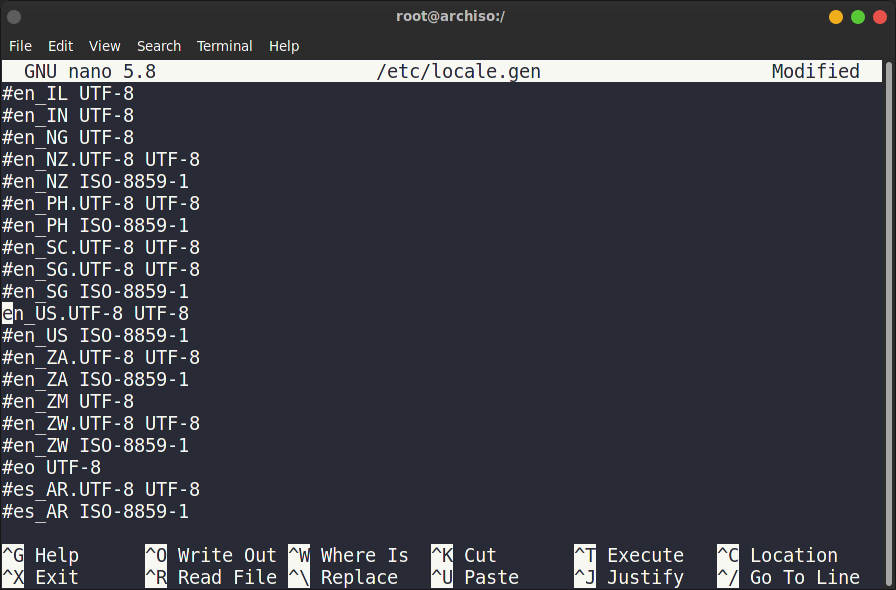 root@archiso:/
File Edit View Search Terminal Help
GNU nano 5.8 /etc/locale.gen Modified
#en_IL UTF-8
#en_IN UTF-8
#en_NG UTF-8
#en_NZ.UTF-8 UTF-8
#en_NZ ISO-8859-1
#en_PH.UTF-8 UTF-8
#en_PH ISO-8859-1
#en_SC.UTF-8 UTF-8
#en_SG.UTF-8 UTF-8
#en_SG ISO-8859-1
en_US.UTF-8 UTF-8
#en_US ISO-8859-1
#en_ZA.UTF-8 UTF-8
#en_ZA ISO-8859-1
#en_ZM UTF-8
#en_ZW.UTF-8 UTF-8
#en_ZW ISO-8859-1
#eo UTF-8
#es_AR.UTF-8 UTF-8
#es_AR ISO-8859-1
^G Help ^O Write Out ^W Where Is ^K Cut ^T Execute ^C Location
^X Exit ^R Read File ^\ Replace ^U Paste ^J Justify ^/ Go To Line